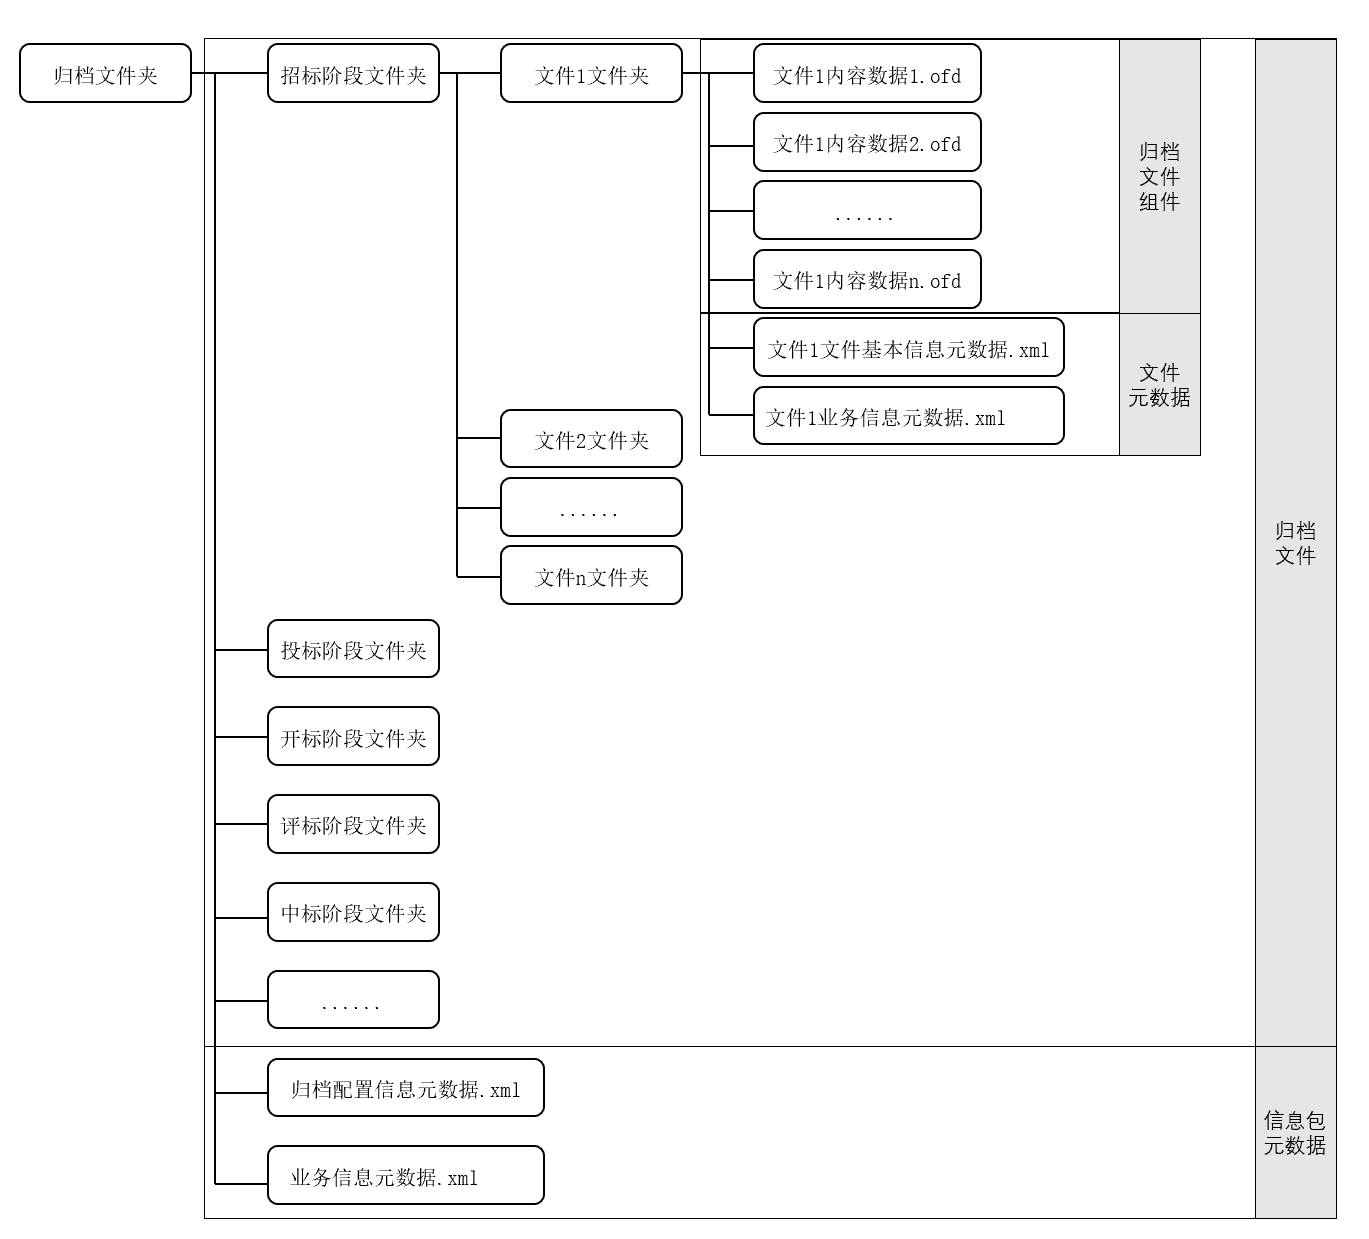 归档文件夹
招标阶段文件夹
文件1文件夹
文件1内容数据1.ofd
文件1内容数据2.ofd
......
文件1内容数据n.ofd
归档
文件
组件
文件1文件基本信息元数据.xml
文件1业务信息元数据.xml
文件
元数据
文件2文件夹
......
文件n文件夹
投标阶段文件夹
开标阶段文件夹
评标阶段文件夹
中标阶段文件夹
......
归档
文件
归档配置信息元数据.xml
业务信息元数据.xml
信息包
元数据